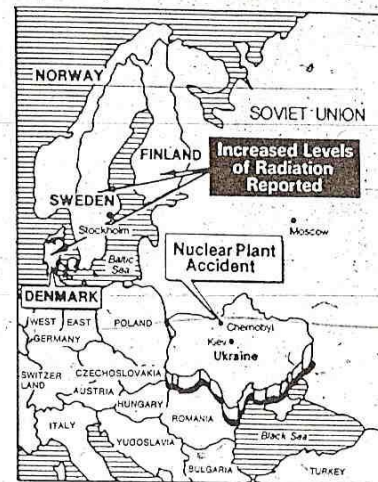 NORWAY
SOVIET UNION
FINLAND
Increased Levels
of Radiation
Reported
SWEDEN
Stockholm
Moscow
Baltic
Sea
Nuclear Plant
Accident
DENMARK
Chernobyl
Kiev
Ukraine
WEST
EAST
GERMANY
POLAND
CZECHOSLOVAKIA
SWITZER
LAND
AUSTRIA
HUNGARY
ROMANIA
ITALY
YUGOSLAVIA
Black Sea
BULGARIA
TURKEY